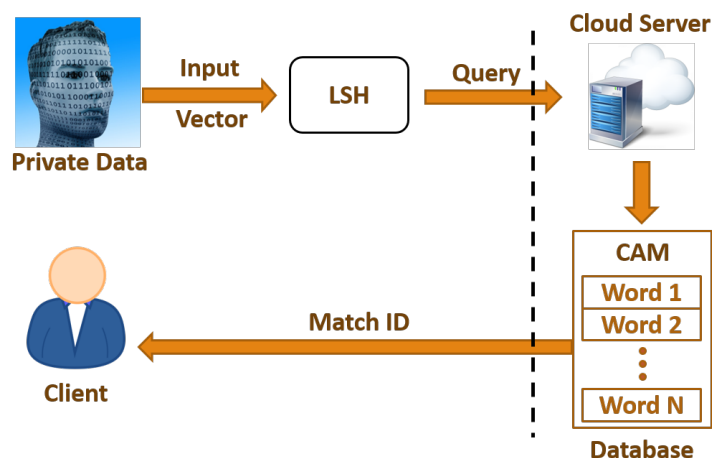 Cloud Server
Input
Vector
LSH
Query
Private Data
CAM
Word 1
Word 2
Word N
Match ID
Client
Database